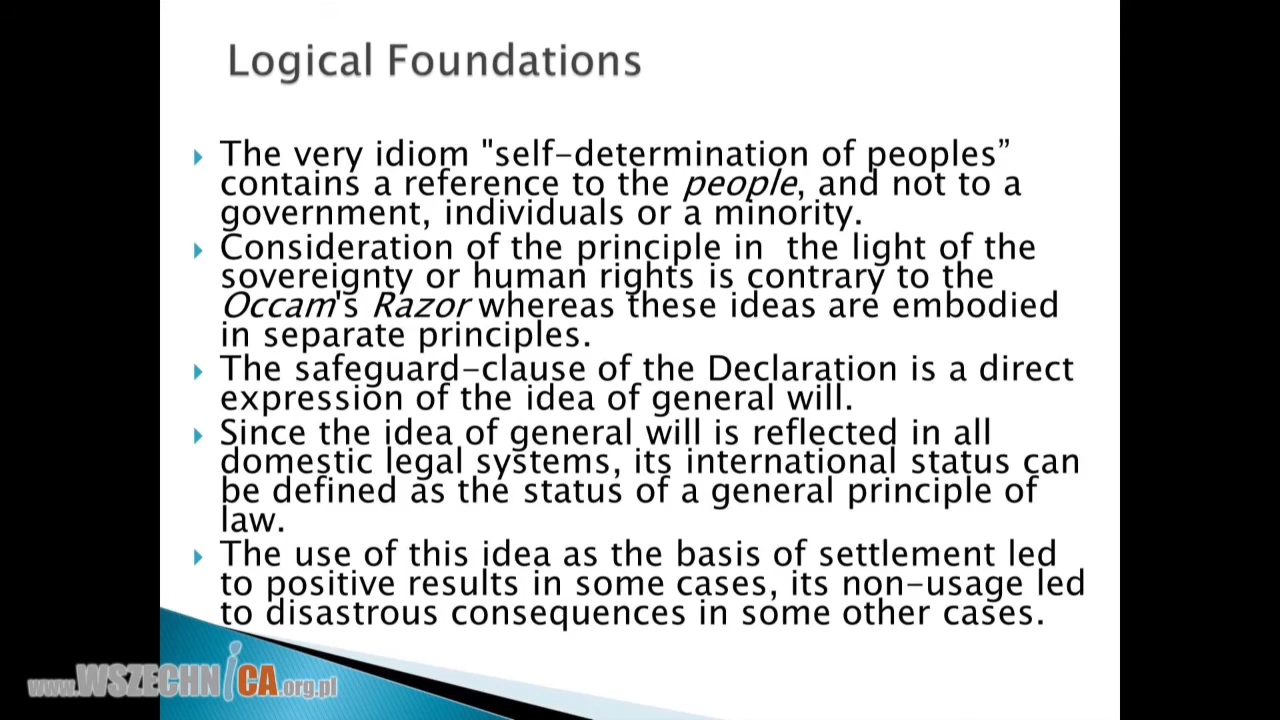 Logical Foundations
The very idiom "self-determination of peoples”
contains a reference to the people, and not to a
government, individuals or a minority.
Consideration of the principle in  the light of the
sovereignty or human rights is contrary to the
Occam's Razor whereas these ideas are embodied
in separate principles.
The safeguard-clause of the Declaration is a direct
expression of the idea of general will.
Since the idea of general will is reflected in all
domestic legal systems, its international status can
be defined as the status of a general principle of
law.
The use of this idea as the basis of settlement led
to positive results in some cases, its non-usage led
to disastrous consequences in some other cases.
www.WSZECHNiCA.org.pl